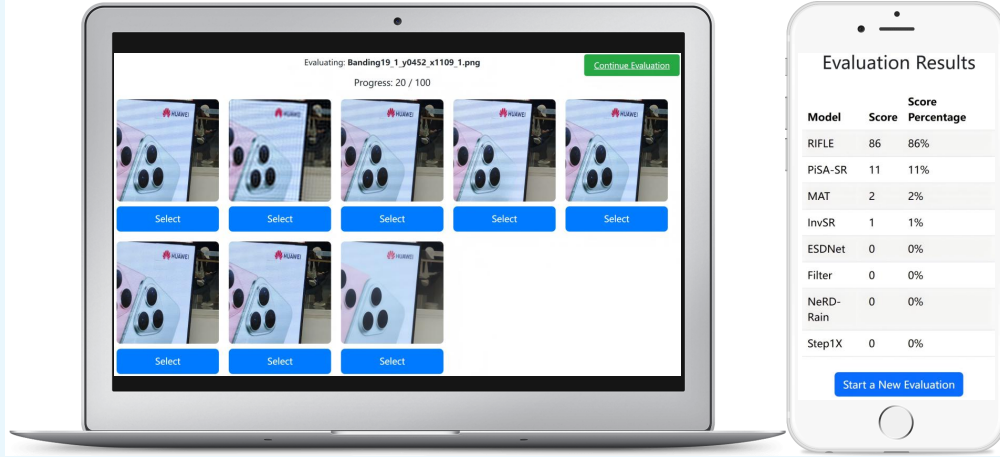 Evaluating: Banding19_1_y0452_x1109_1.png
Continue Evaluation
Progress: 20 / 100
HUAWEI
HUAWEI
HUAWEI
HUAWEI
HUAWEI
Select
Select
Select
Select
Select
HUAWEI
HUAWEI
HUAWEI
Select
Select
Select
Evaluation Results
Model Score Score Percentage
RIFLE 86 86%
PiSA-SR 11 11%
MAT 2 2%
InvSR 1 1%
ESDNet 0 0%
Filter 0 0%
NeRD-Rain 0 0%
Step1X 0 0%
Start a New Evaluation